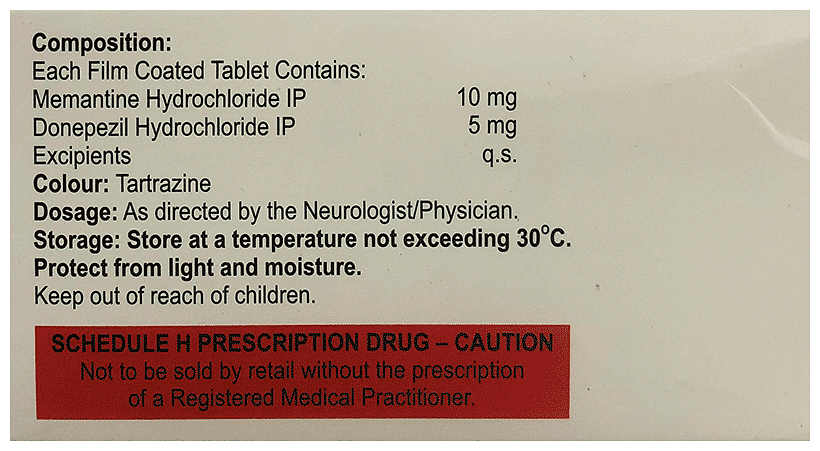 Composition:
Each Film Coated Tablet Contains:
Memantine Hydrochloride IP 10 mg
Donepezil Hydrochloride IP 5 mg
Excipients q.s.
Colour: Tartrazine
Dosage: As directed by the Neurologist/Physician.
Storage: Store at a temperature not exceeding 30°C.
Protect from light and moisture.
Keep out of reach of children.
SCHEDULE H PRESCRIPTION DRUG – CAUTION
Not to be sold by retail without the prescription
of a Registered Medical Practitioner.